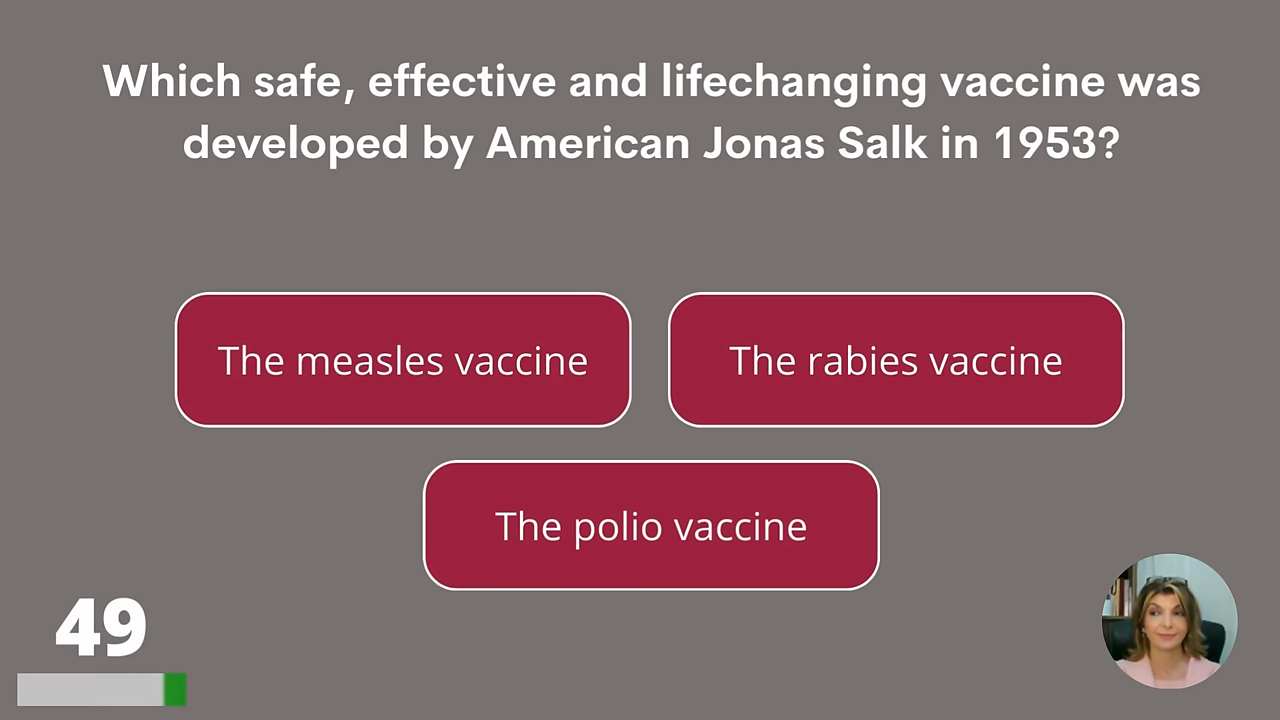 Which safe, effective and lifechanging vaccine was
developed by American Jonas Salk in 1953?
The measles vaccine
The rabies vaccine
The polio vaccine
49